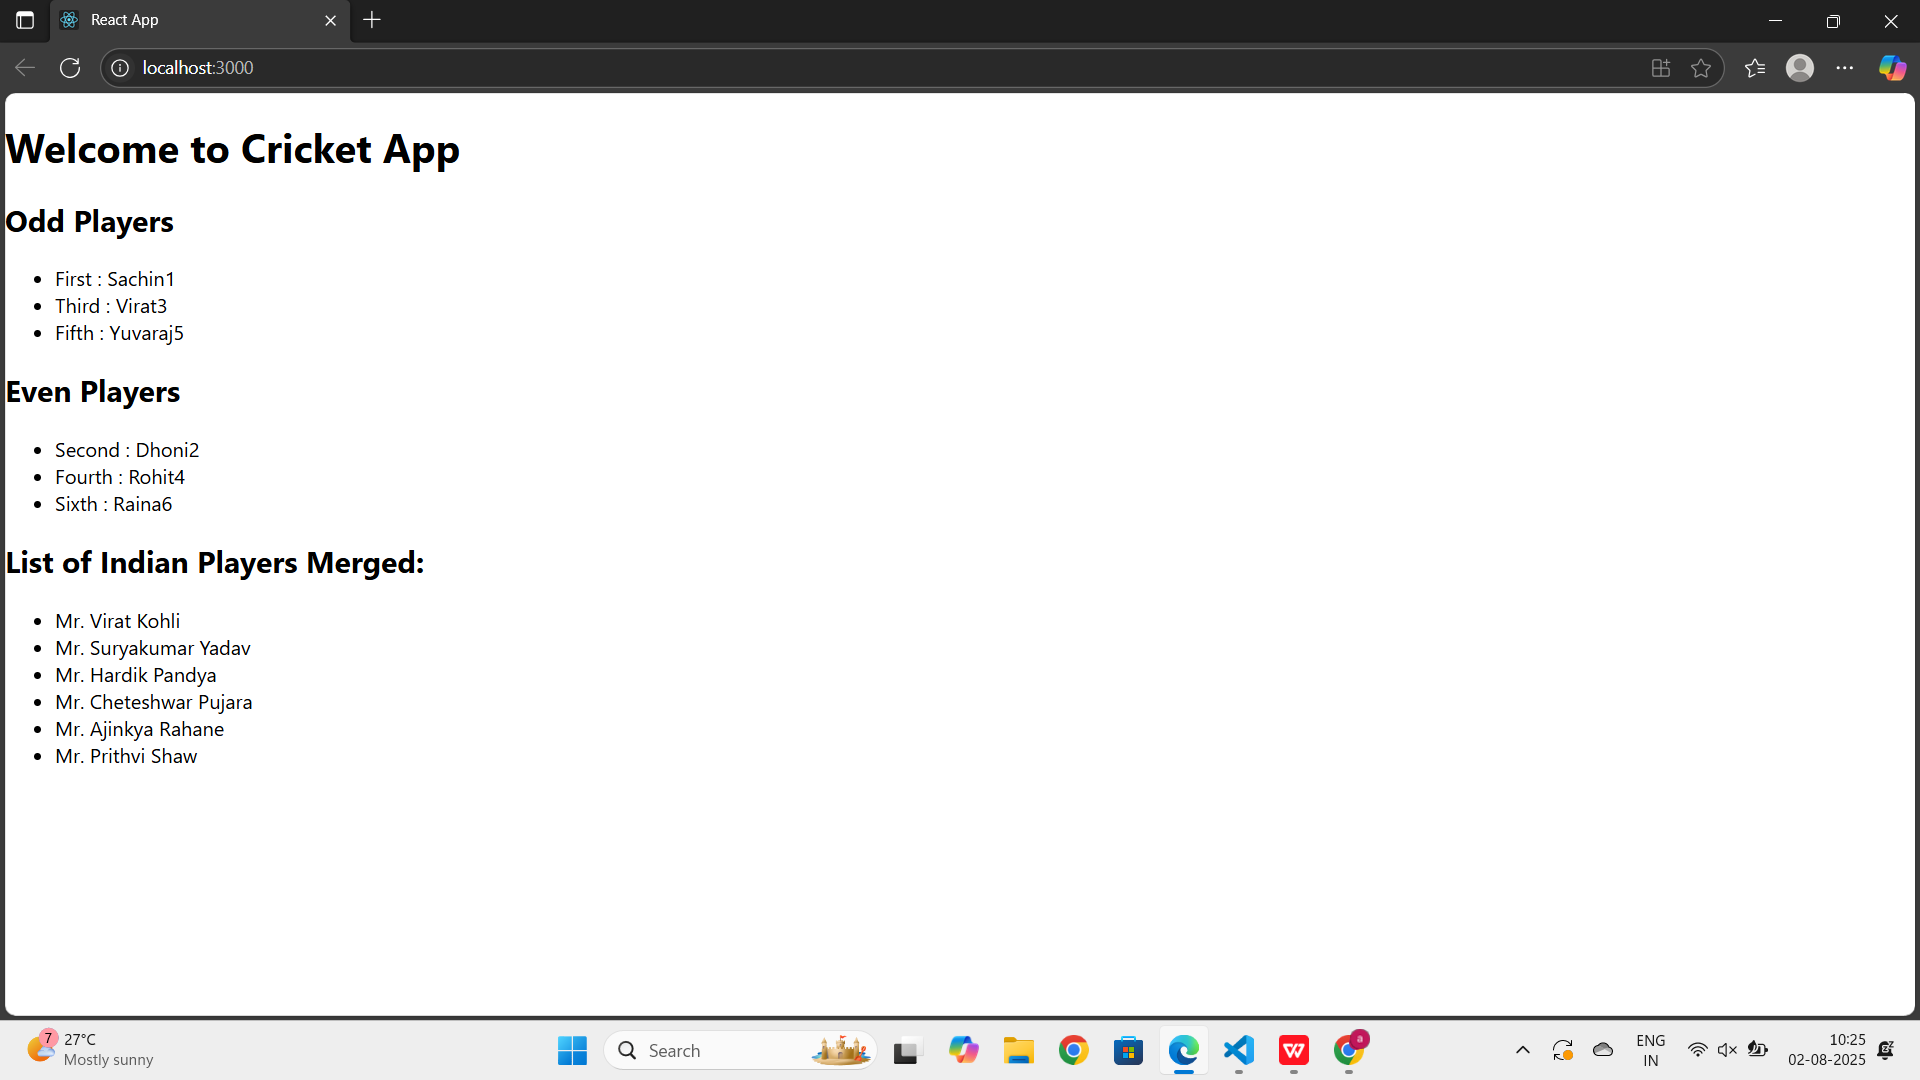 React App
localhost:3000
Welcome to Cricket App
Odd Players
First : Sachin1
Third : Virat3
Fifth : Yuvaraj5
Even Players
Second : Dhoni2
Fourth : Rohit4
Sixth : Raina6
List of Indian Players Merged:
Mr. Virat Kohli
Mr. Suryakumar Yadav
Mr. Hardik Pandya
Mr. Cheteshwar Pujara
Mr. Ajinkya Rahane
Mr. Prithvi Shaw
7
27°C
Mostly sunny
Search
a
ENG
IN
10:25
02-08-2025